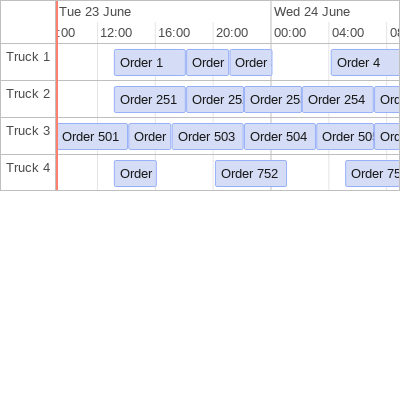 Tue 23 June Wed 24 June
:00 12:00 16:00 20:00 00:00 04:00
Truck 1 Order 1 Order Order Order 4
Truck 2 Order 251 Order 25 Order 25 Order 254 Ord
Truck 3 Order 501 Order Order 503 Order 504 Order 505 Ord
Truck 4 Order Order 752 Order 75